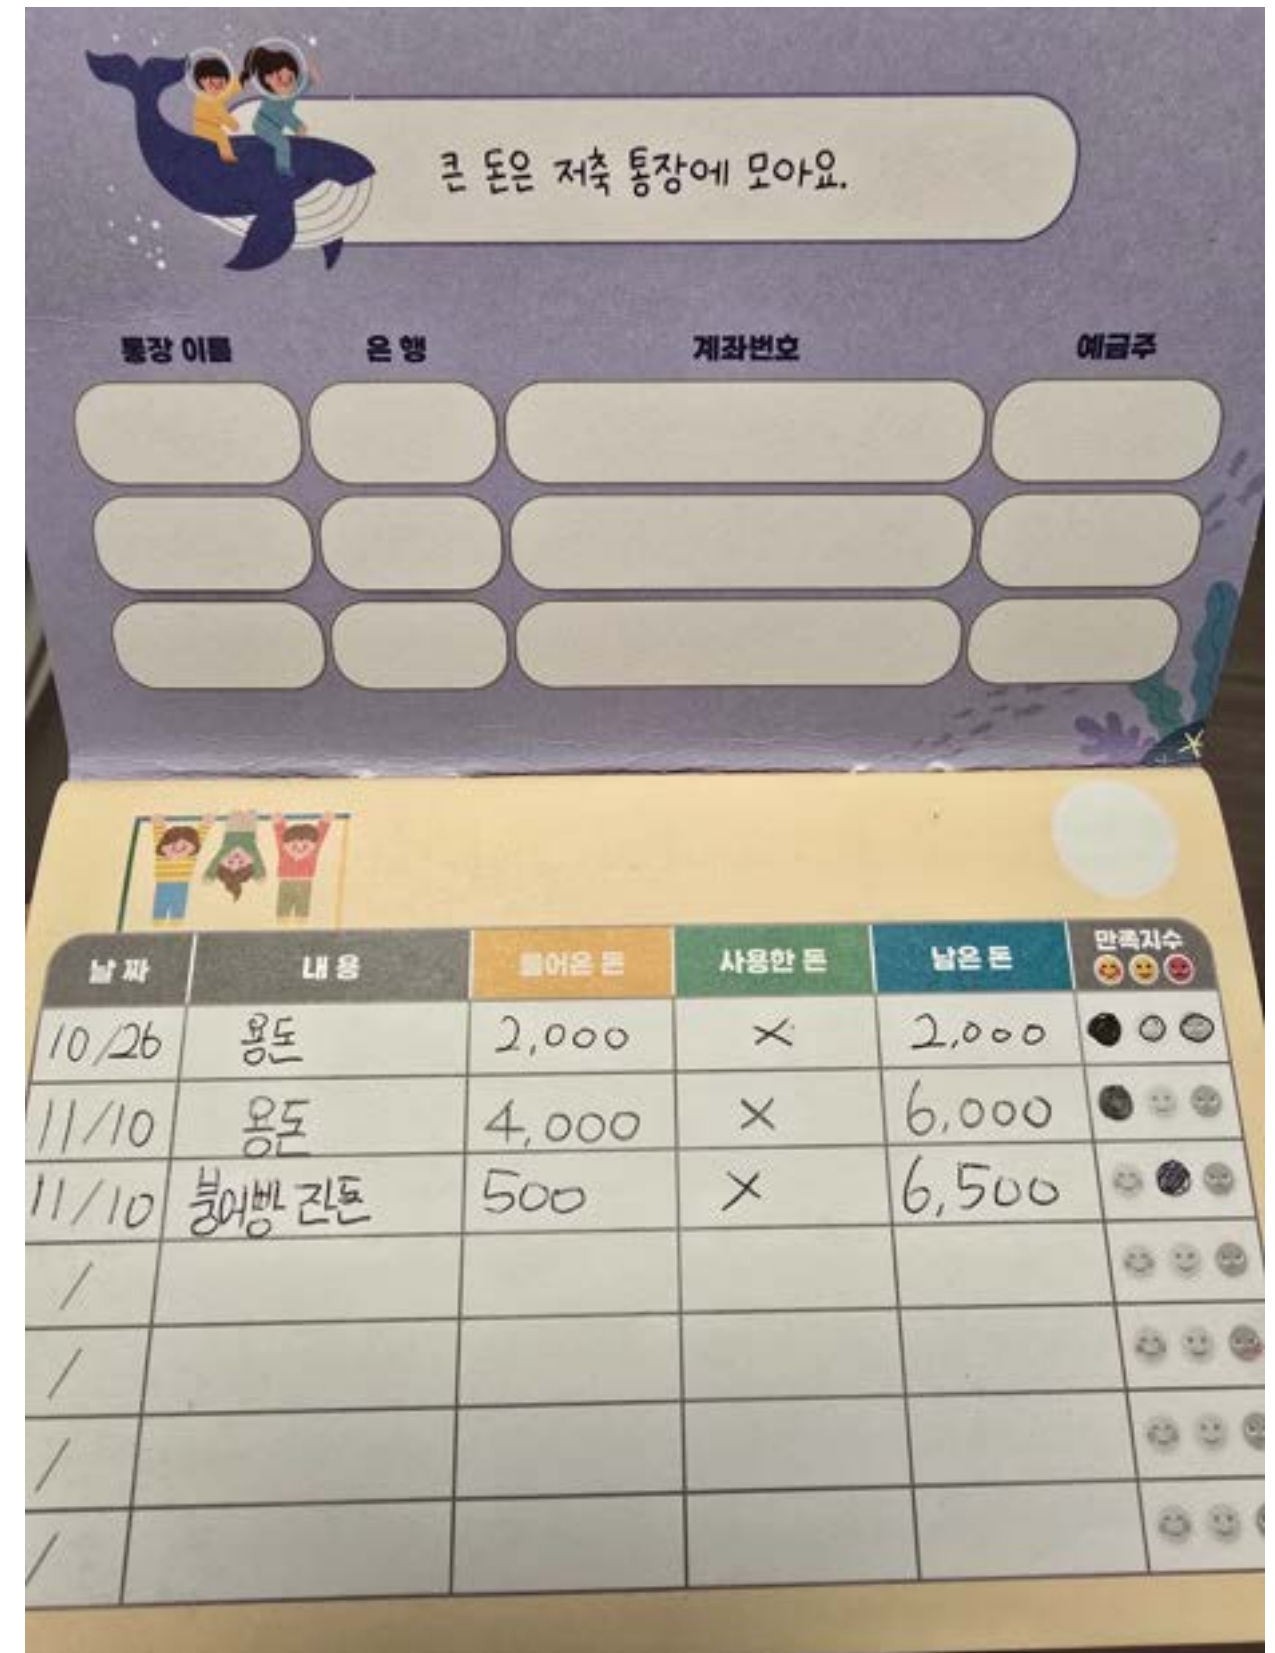 큰 돈은 저축 통장에 모아요.
통장 이름 은행 계좌번호 예금주
날짜 내용 들어온 돈 사용한 돈 남은 돈 만족지수
10/26 용돈 2,000 X 2,000
11/10 용돈 4,000 X 6,000
11/10 붕어빵 잔돈 500 X 6,500
/
/
/
/